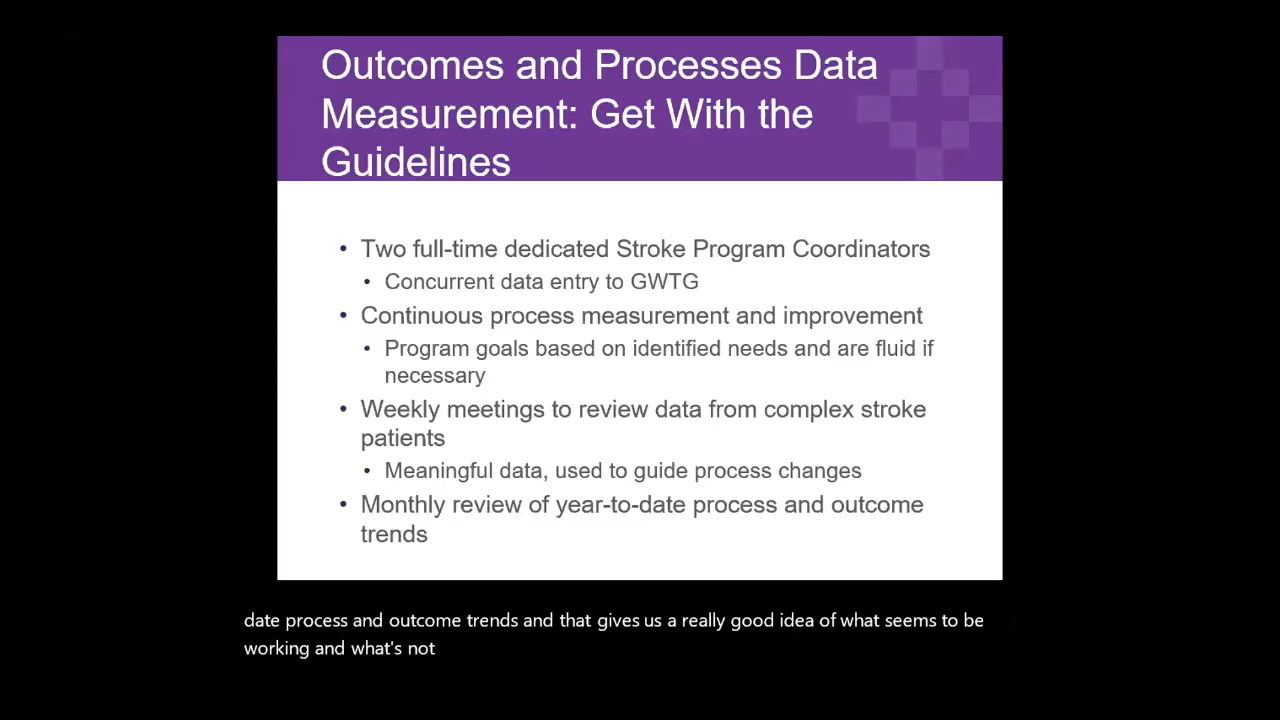 Outcomes and Processes Data
Measurement: Get With the
Guidelines
• Two full-time dedicated Stroke Program Coordinators
• Concurrent data entry to GWTG
• Continuous process measurement and improvement
• Program goals based on identified needs and are fluid if
necessary
• Weekly meetings to review data from complex stroke
patients
• Meaningful data, used to guide process changes
• Monthly review of year-to-date process and outcome
trends
date process and outcome trends and that gives us a really good idea of what seems to be
working and what's not